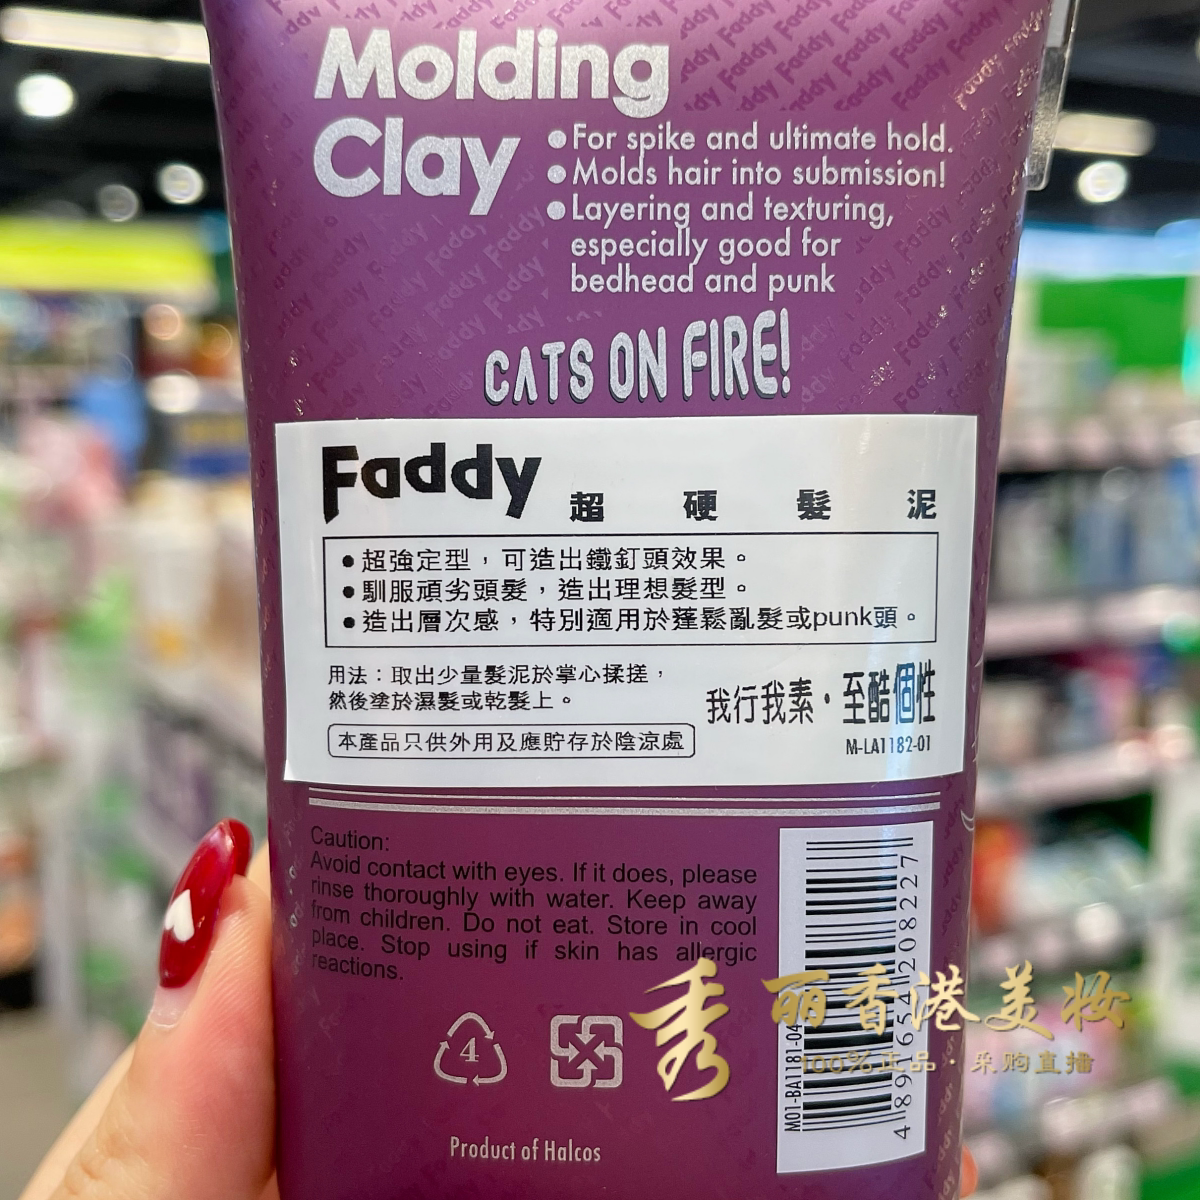 Molding
Clay
●For spike and ultimate hold.
●Molds hair into submission!
●Layering and texturing,
especially good for
bedhead and punk
CATS ON FIRE!
Faddy 超硬髮泥
●超強定型，可造出鐵釘頭效果。
●馴服頑劣頭髮，造出理想髮型。
●造出層次感，特別適用於蓬鬆亂髮或punk頭。
用法：取出少量髮泥於掌心揉搓，
然後塗於濕髮或乾髮上。
我行我素・至酷個性
本產品只供外用及應貯存於陰涼處
M-LA1182-01
Caution:
Avoid contact with eyes. If it does, please
rinse thoroughly with water. Keep away
from children. Do not eat. Store in cool
place. Stop using if skin has allergic
reactions.
4
Product of Halcos
M01-BA1181-04
4 891654 208227
秀丽香港美妆
100%正品·采购直播